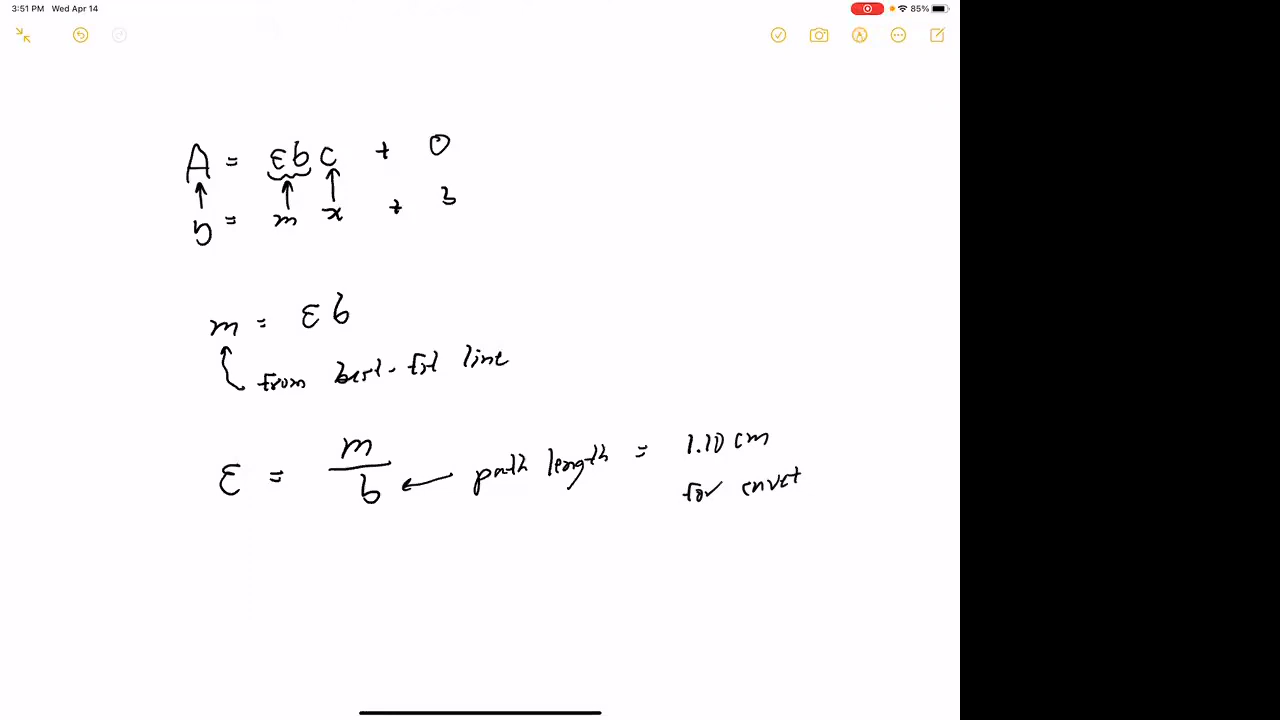 3:51 PM Wed Apr 14
85%
A = εbc + 0
y = m x + b
m = εb
from best-fit line
ε = m / b ← path length = 1.10 cm
for cuvet